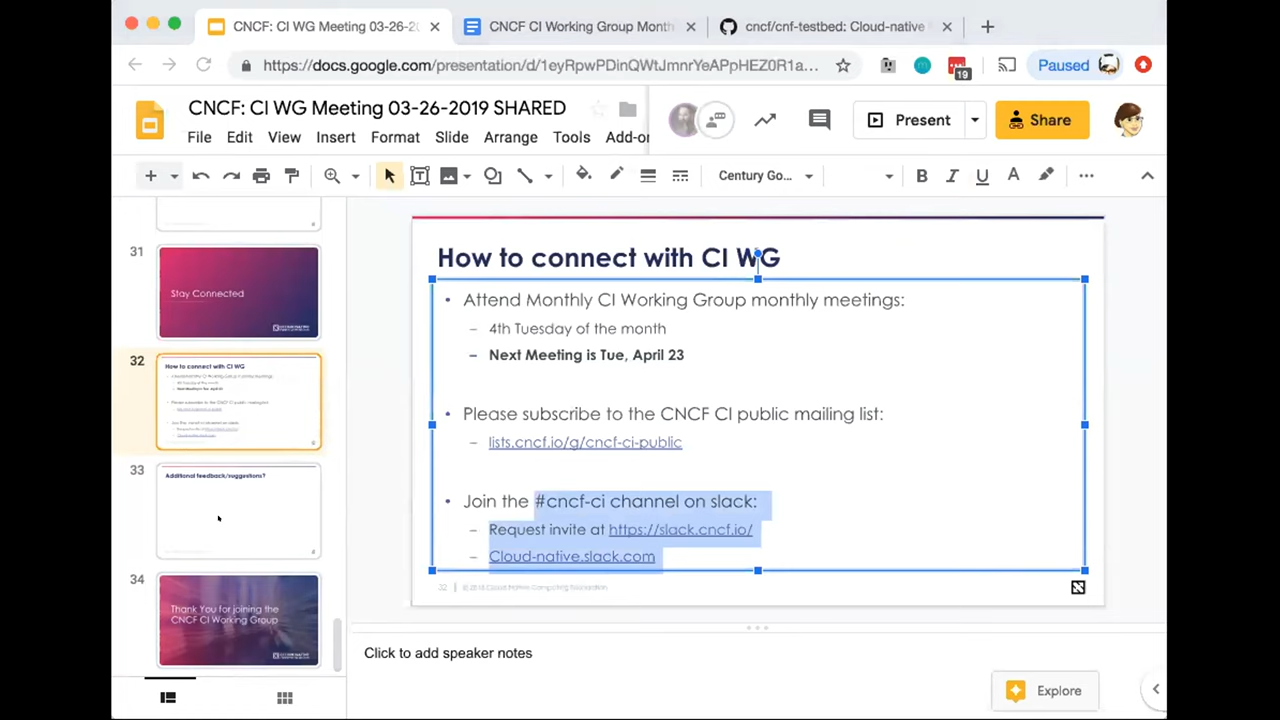 CNCF: CI WG Meeting 03-26-20
CNCF CI Working Group Month
cncf/cnf-testbed: Cloud-native
https://docs.google.com/presentation/d/1eyRpwPDinQWtJmnrYeAPpHEZ0R1a...
19
Paused
CNCF: CI WG Meeting 03-26-2019 SHARED
File Edit View Insert Format Slide Arrange Tools Add-o
Present
Share
Century Go...
B I U A
31
Stay Connected
32
How to connect with CI WG
33
Additional feedback/suggestions?
34
Thank You for joining the
CNCF CI Working Group
How to connect with CI WG
• Attend Monthly CI Working Group monthly meetings:
– 4th Tuesday of the month
– Next Meeting is Tue, April 23
• Please subscribe to the CNCF CI public mailing list:
– lists.cncf.io/g/cncf-ci-public
• Join the #cncf-ci channel on slack:
– Request invite at https://slack.cncf.io/
– Cloud-native.slack.com
32
Click to add speaker notes
Explore